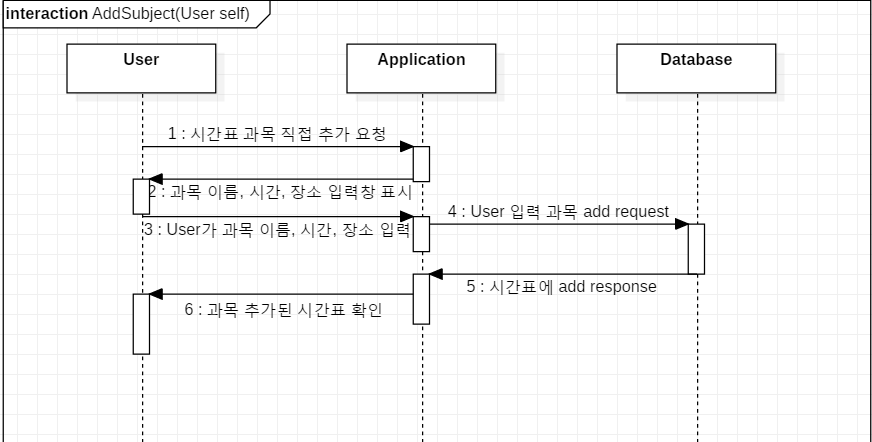 interaction AddSubject(User self)
User
Application
Database
1 : 시간표 과목 직접 추가 요청
2 : 과목 이름, 시간, 장소 입력창 표시
3 : User가 과목 이름, 시간, 장소 입력
4 : User 입력 과목 add request
5 : 시간표에 add response
6 : 과목 추가된 시간표 확인